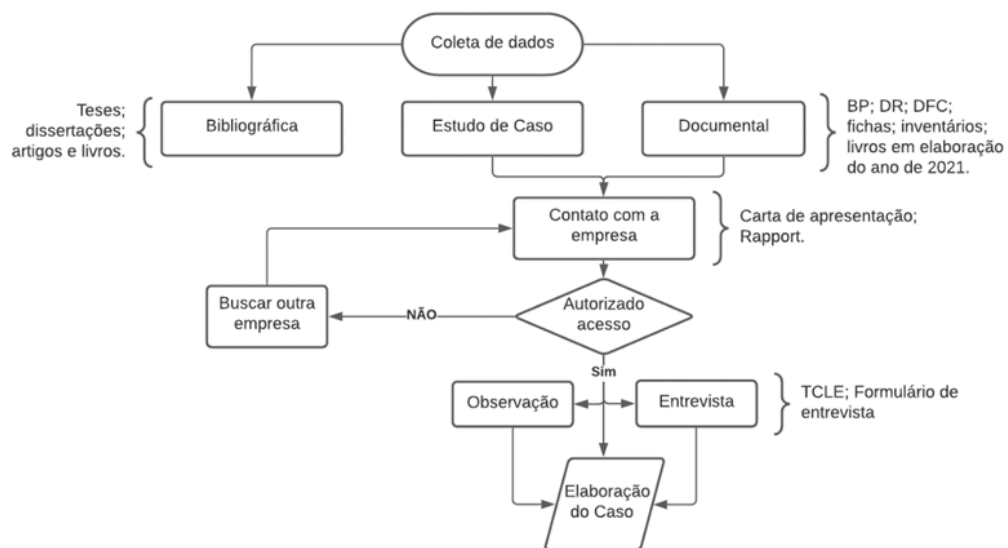 Coleta de dados
Teses;
dissertações;
artigos e livros.
Bibliográfica
Estudo de Caso
Documental
BP; DR; DFC;
fichas; inventários;
livros em elaboração
do ano de 2021.
Contato com a
empresa
Carta de apresentação;
Rapport.
Buscar outra
empresa
NÃO
Autorizado
acesso
Sim
Observação
Entrevista
TCLE; Formulário de
entrevista
Elaboração
do Caso